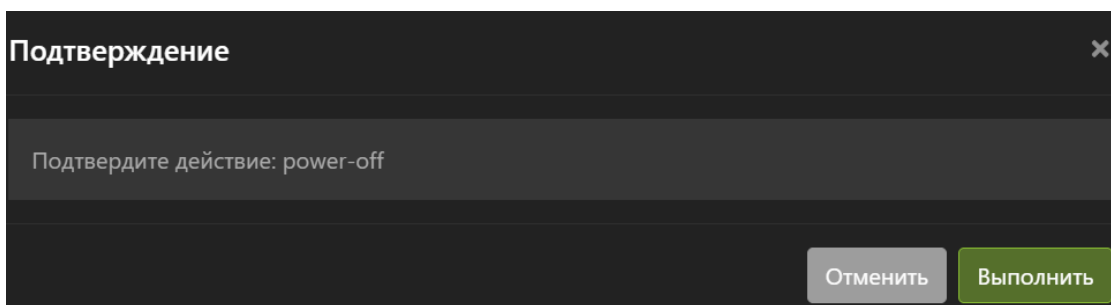 Подтверждение
Подтвердите действие: power-off
Отменить Выполнить